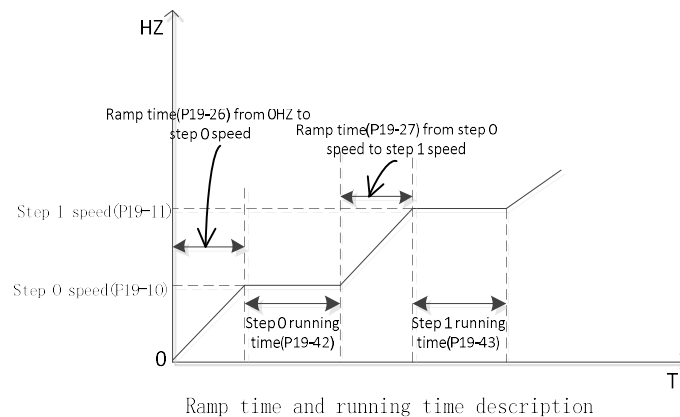 HZ
Ramp time(P19-26) from 0HZ to
step 0 speed
Ramp time(P19-27) from step 0
speed to step 1 speed
Step 1 speed(P19-11)
Step 0 speed(P19-10)
Step 0 running
time(P19-42)
Step 1 running
time(P19-43)
0
T
Ramp time and running time description